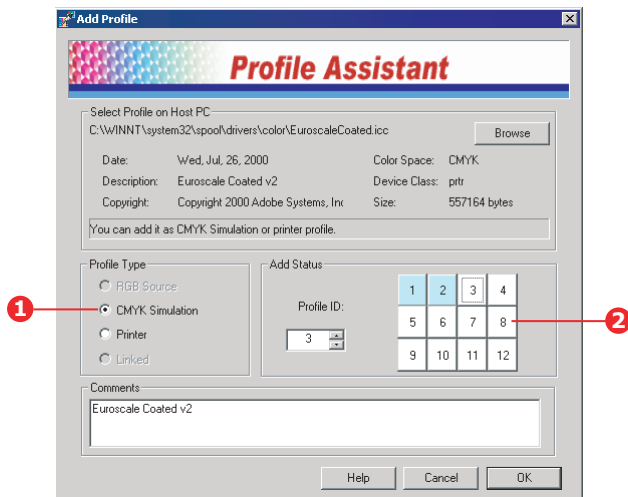 Add Profile
Profile Assistant
Select Profile on Host PC
C:\WINNT\system32\spool\drivers\color\EuroscaleCoated.icc
Browse
Date: Wed, Jul, 26, 2000 Color Space: CMYK
Description: Euroscale Coated v2 Device Class: prtr
Copyright: Copyright 2000 Adobe Systems, Inc Size: 557164 bytes
You can add it as CMYK Simulation or printer profile.
Profile Type
RGB Source
1
CMYK Simulation
Printer
Linked
Add Status
Profile ID:
3
1 2 3 4
5 6 7 8
9 10 11 12
2
Comments
Euroscale Coated v2
Help Cancel OK